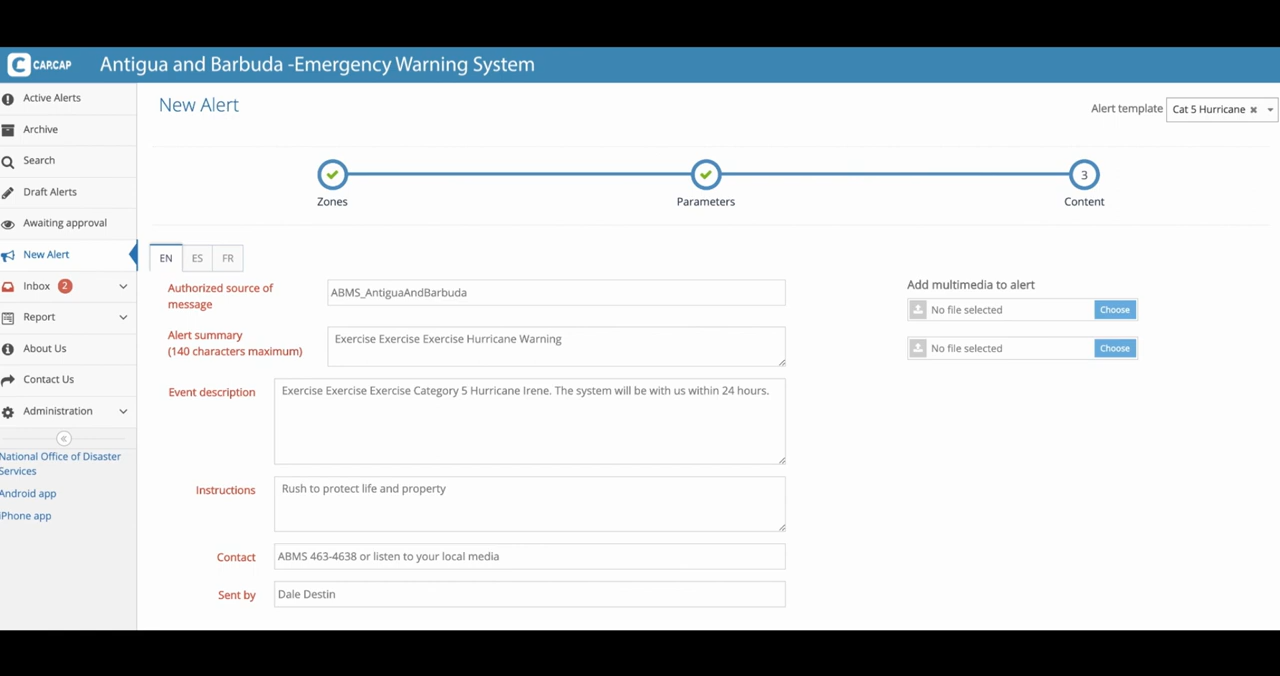 CAP.CAP
Antigua and Barbuda -Emergency Warning System
Active Alerts
Archive
Search
Draft Alerts
Awaiting approval
New Alert
Inbox 2
Report
About Us
Contact Us
Administration
National Office of Disaster
Services
Android app
iPhone app
New Alert
Alert template
Cat 5 Hurricane
3
Zones
Parameters
Content
EN
ES
FR
Authorized source of
message
ABMS_AntiguaAndBarbuda
Alert summary
(140 characters maximum)
Exercise Exercise Exercise Hurricane Warning
Event description
Exercise Exercise Exercise Category 5 Hurricane Irene. The system will be with us within 24 hours.
Instructions
Rush to protect life and property
Contact
ABMS 463-4638 or listen to your local media
Sent by
Dale Destin
Add multimedia to alert
No file selected
Choose
No file selected
Choose